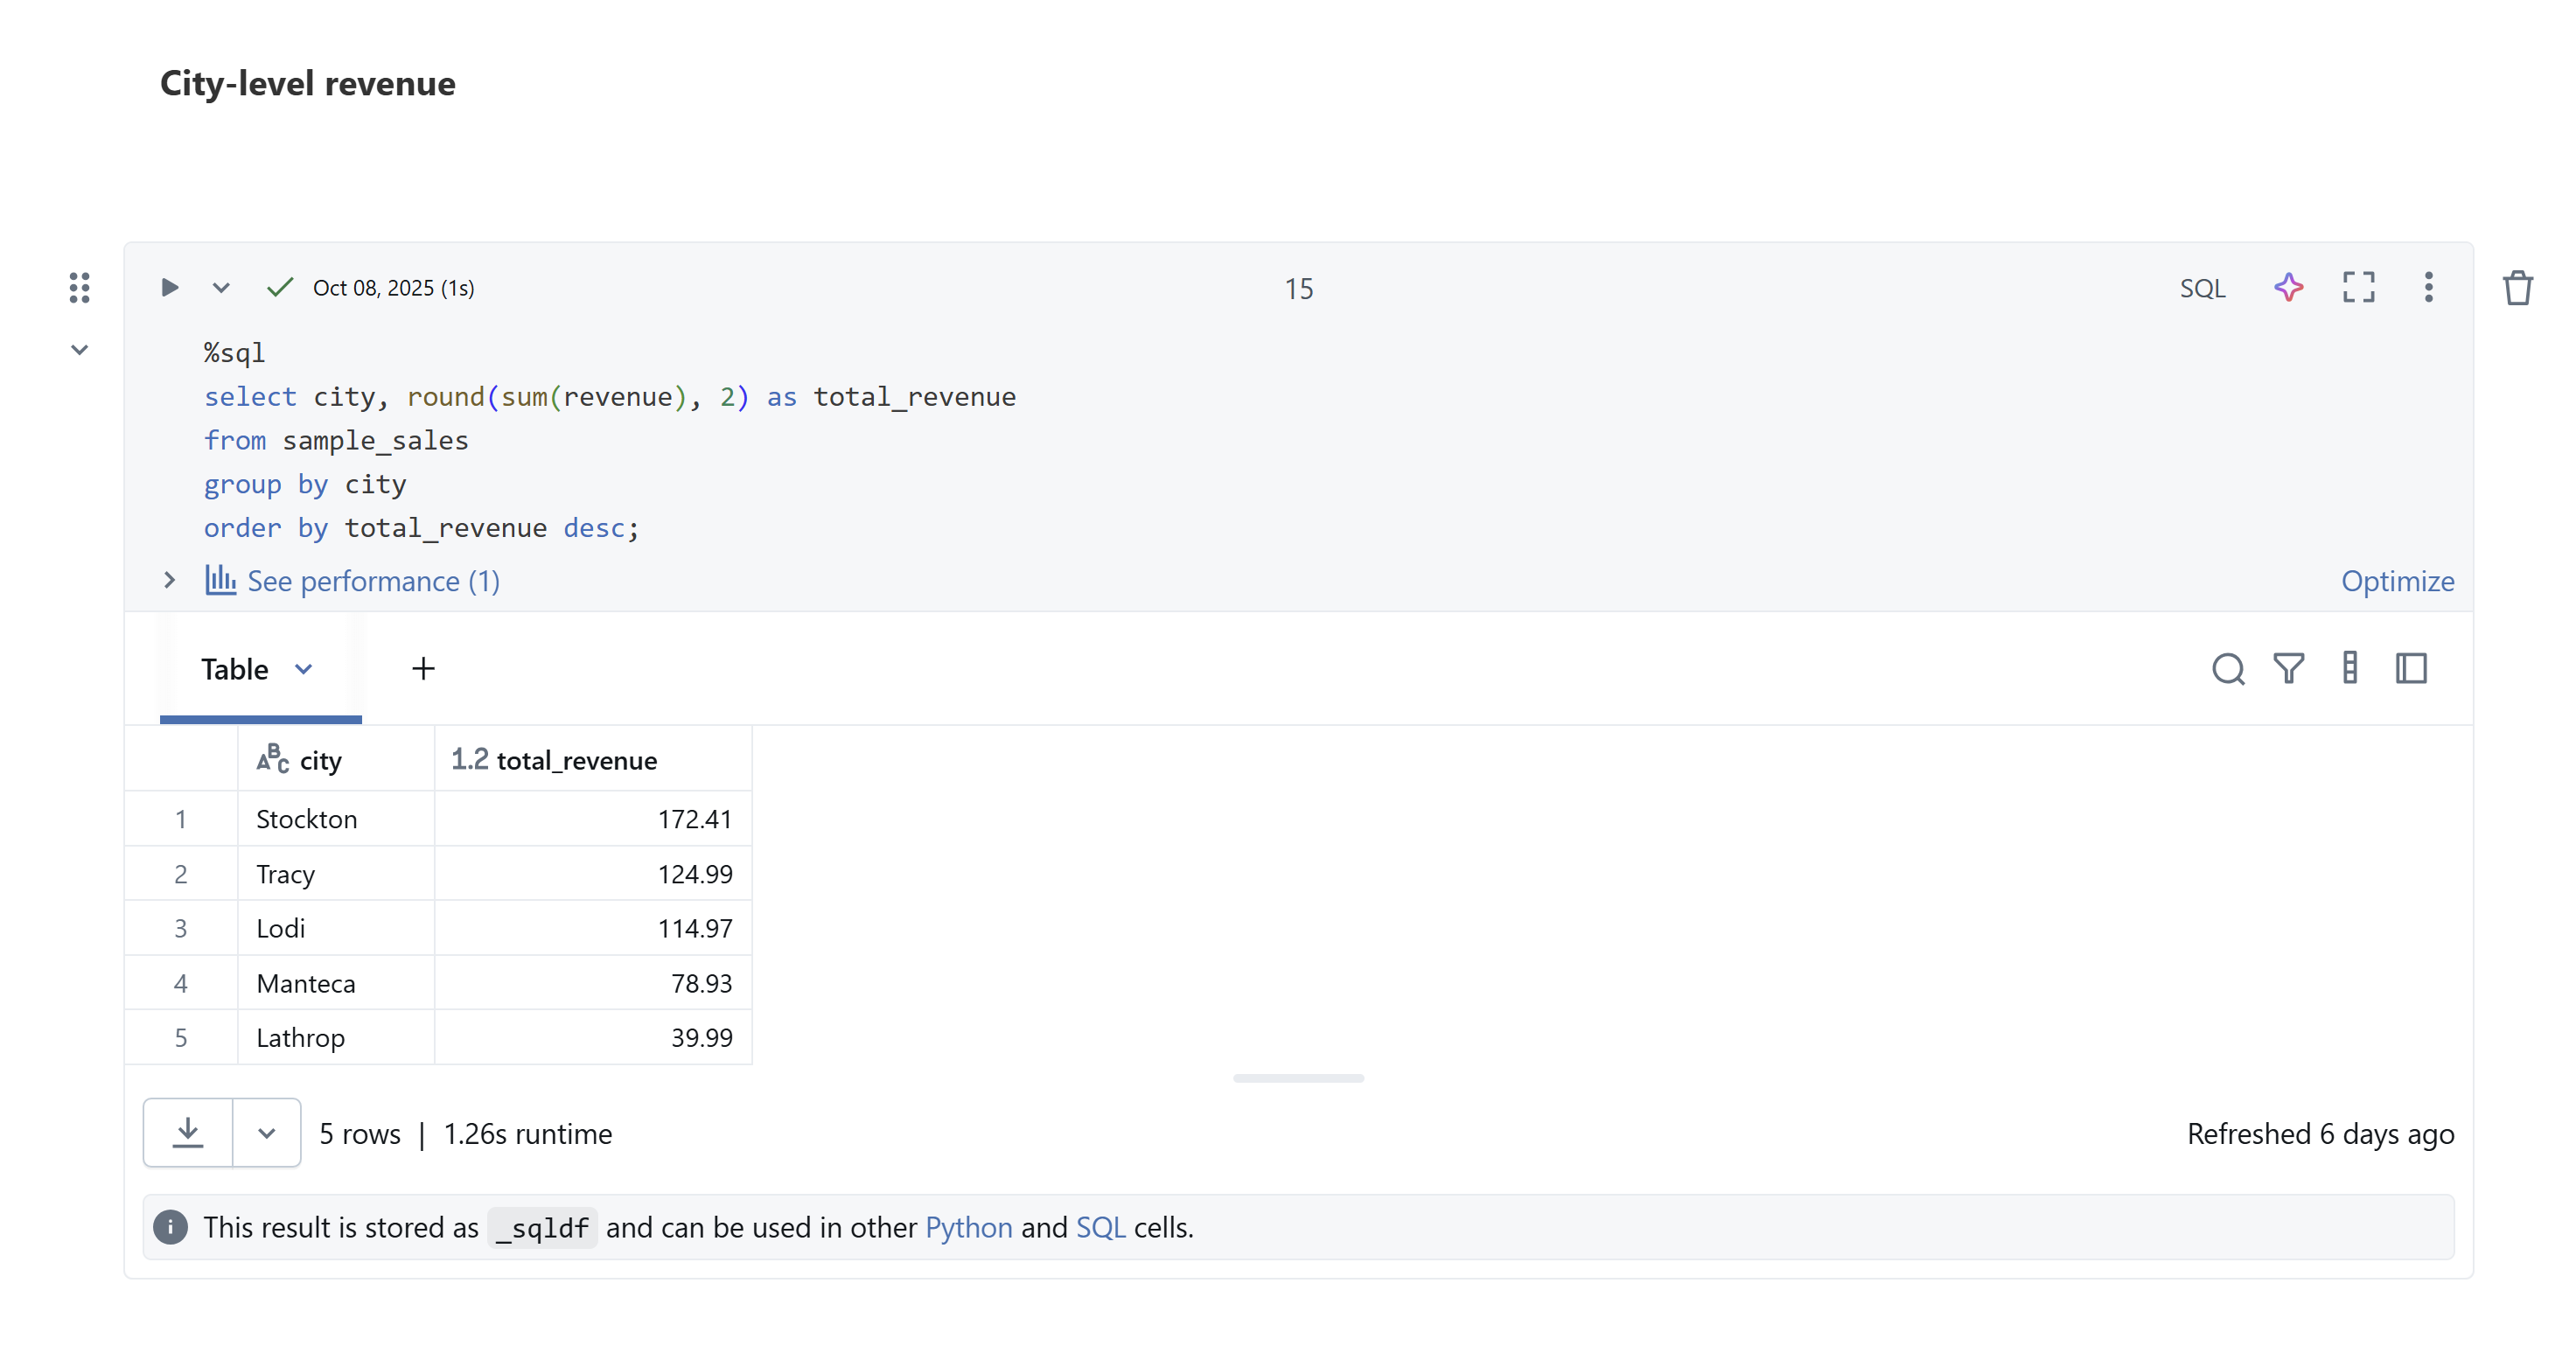 City-level revenue
Oct 08, 2025 (1s)
15
SQL
%sql
select city, round(sum(revenue), 2) as total_revenue
from sample_sales
group by city
order by total_revenue desc;
See performance (1)
Optimize
Table
ABC city 1.2 total_revenue
1 Stockton 172.41
2 Tracy 124.99
3 Lodi 114.97
4 Manteca 78.93
5 Lathrop 39.99
5 rows | 1.26s runtime
Refreshed 6 days ago
This result is stored as _sqldf and can be used in other Python and SQL cells.